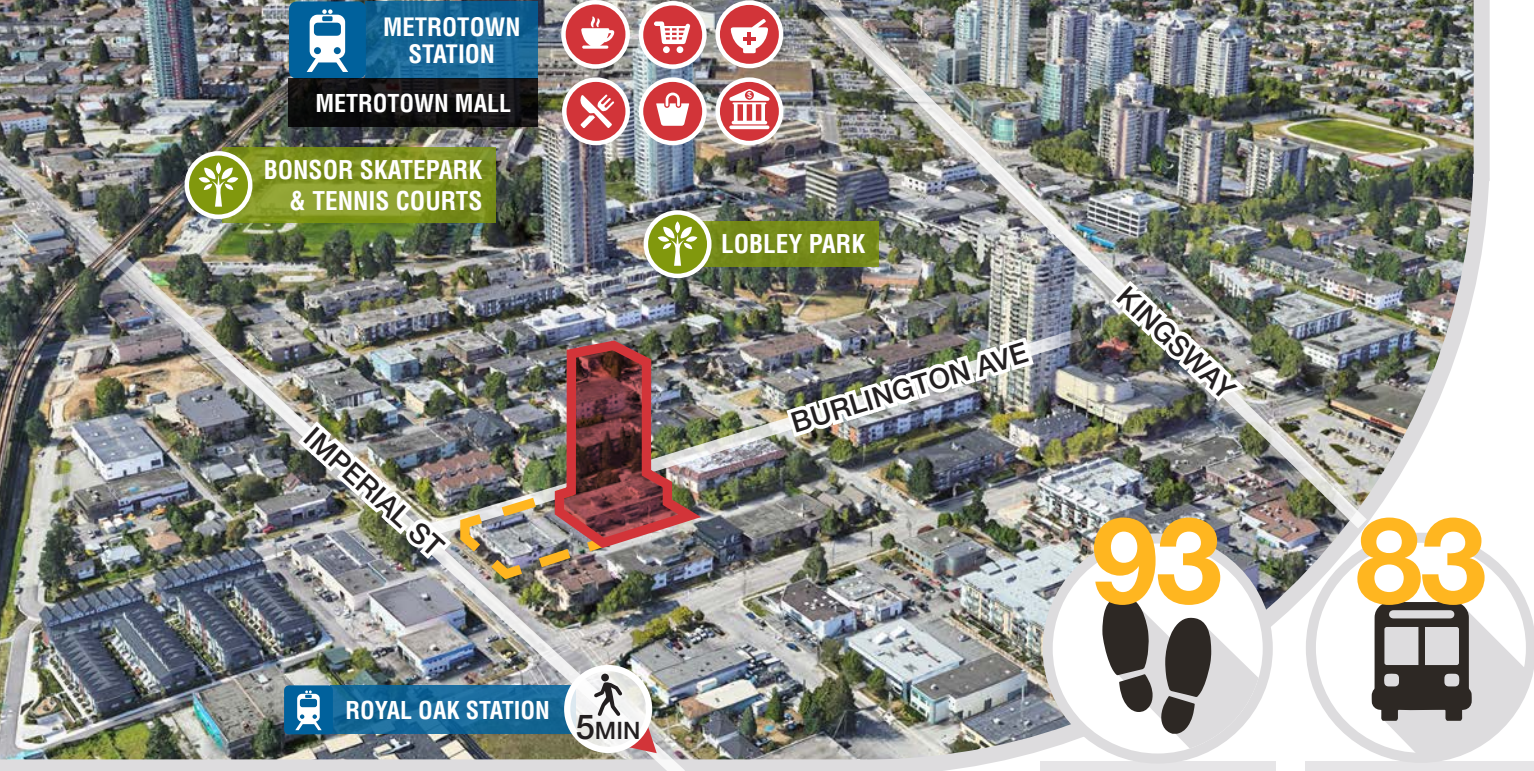 METROTOWN
STATION
METROTOWN MALL
BONSOR SKATEPARK
& TENNIS COURTS
LOBLEY PARK
KINGSWAY
BURLINGTON AVE
IMPERIAL ST
93
83
ROYAL OAK STATION
5MIN
$